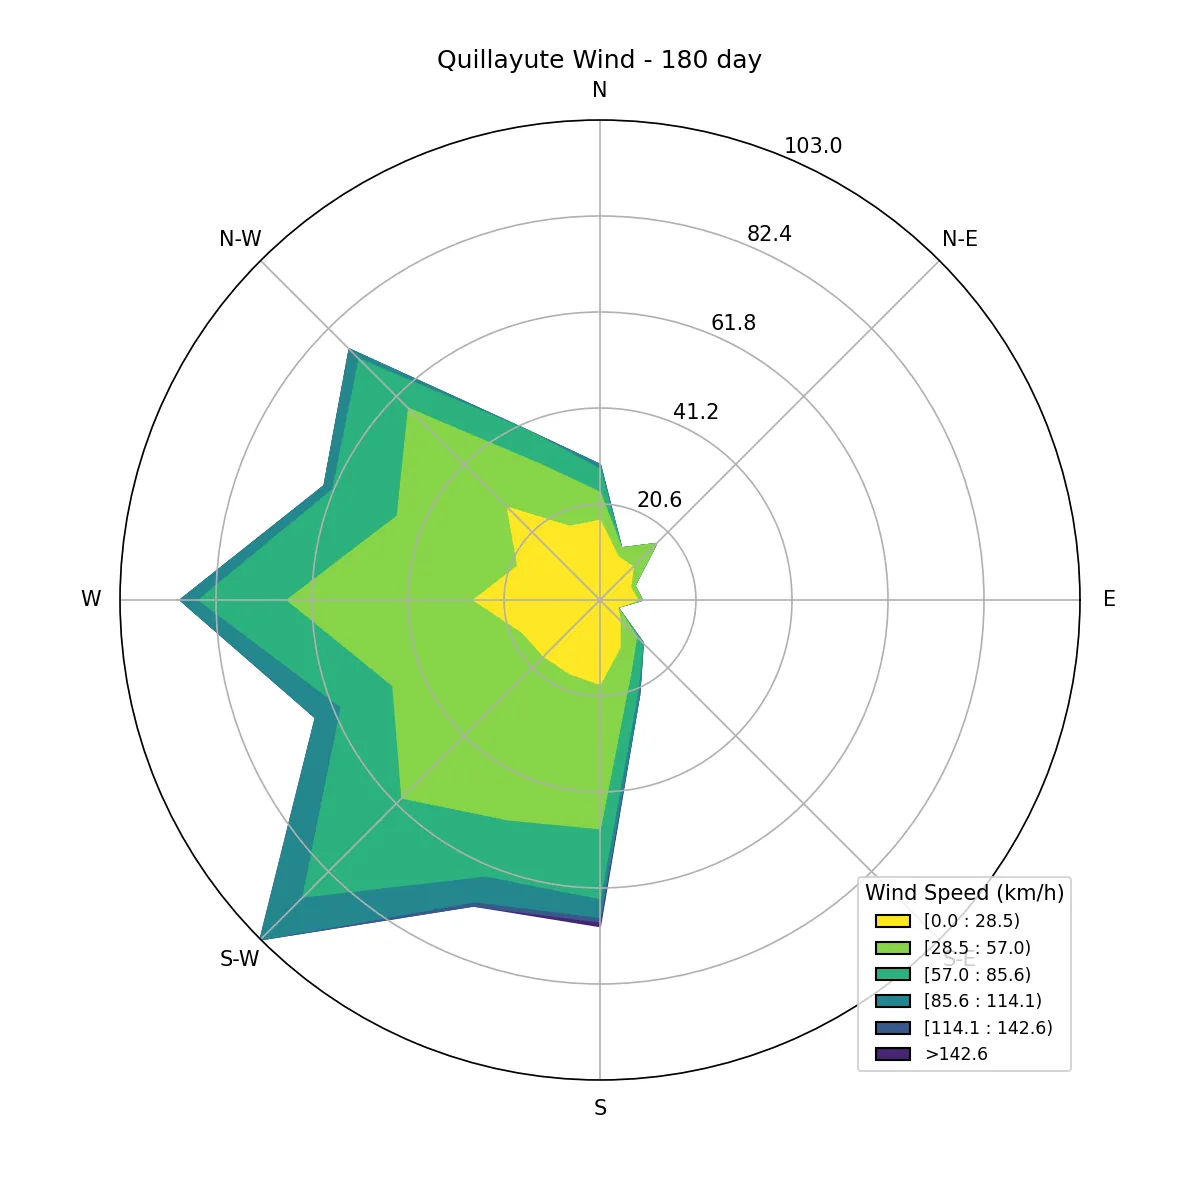 Quillayute Wind - 180 day
N
103.0
N-W
82.4
N-E
61.8
41.2
20.6
W
E
S-W
S-E
S
Wind Speed (km/h)
[0.0 : 28.5)
[28.5 : 57.0)
[57.0 : 85.6)
[85.6 : 114.1)
[114.1 : 142.6)
>142.6